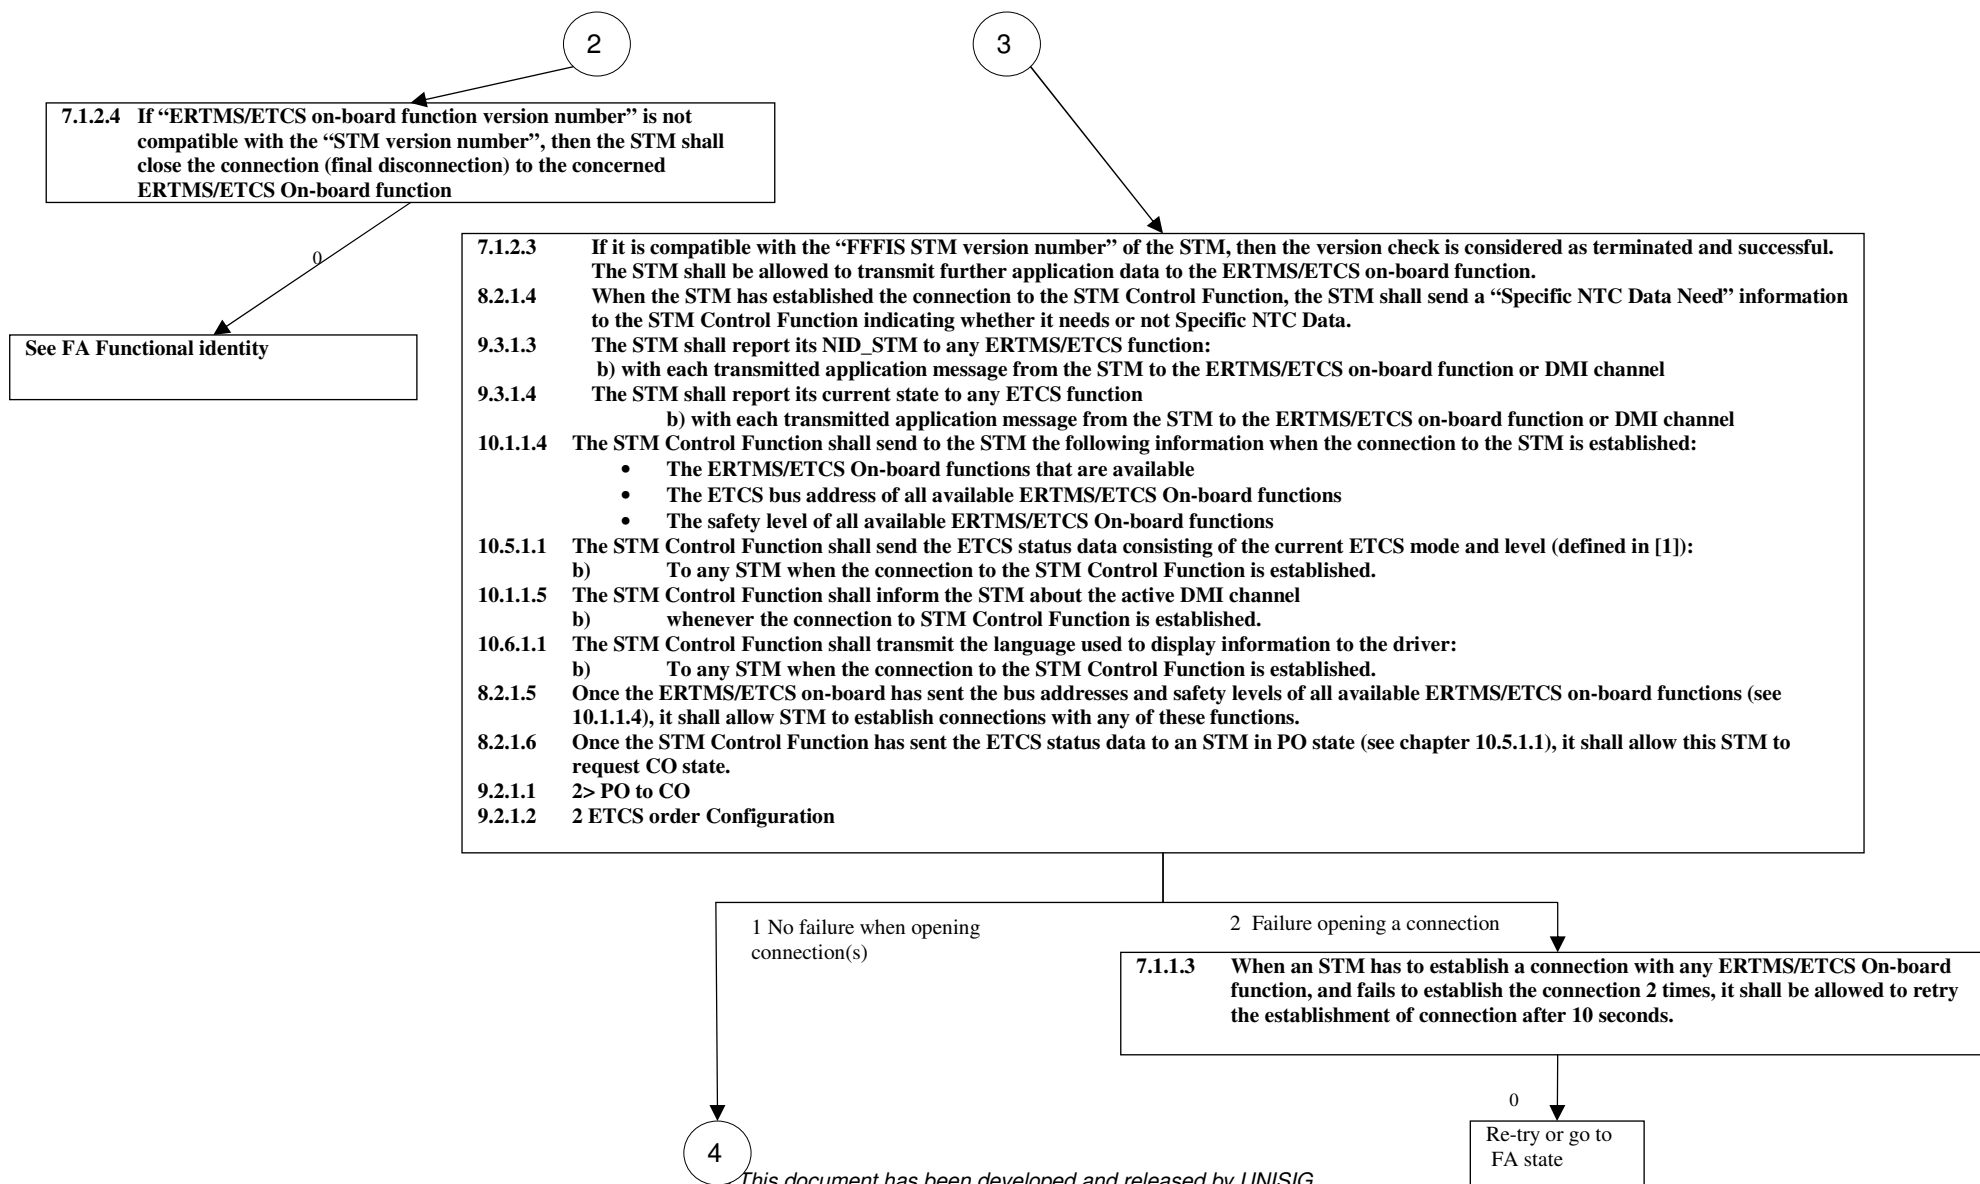 2
3
7.1.2.4 If “ERTMS/ETCS on-board function version number” is not
compatible with the “STM version number”, then the STM shall
close the connection (final disconnection) to the concerned
ERTMS/ETCS On-board function
0
See FA Functional identity
7.1.2.3 If it is compatible with the “FFFIS STM version number” of the STM, then the version check is considered as terminated and successful.
The STM shall be allowed to transmit further application data to the ERTMS/ETCS on-board function.
8.2.1.4 When the STM has established the connection to the STM Control Function, the STM shall send a “Specific NTC Data Need” information
to the STM Control Function indicating whether it needs or not Specific NTC Data.
9.3.1.3 The STM shall report its NID_STM to any ERTMS/ETCS function:
b) with each transmitted application message from the STM to the ERTMS/ETCS on-board function or DMI channel
9.3.1.4 The STM shall report its current state to any ETCS function
b) with each transmitted application message from the STM to the ERTMS/ETCS on-board function or DMI channel
10.1.1.4 The STM Control Function shall send to the STM the following information when the connection to the STM is established:
• The ERTMS/ETCS On-board functions that are available
• The ETCS bus address of all available ERTMS/ETCS On-board functions
• The safety level of all available ERTMS/ETCS On-board functions
10.5.1.1 The STM Control Function shall send the ETCS status data consisting of the current ETCS mode and level (defined in [1]):
b) To any STM when the connection to the STM Control Function is established.
10.1.1.5 The STM Control Function shall inform the STM about the active DMI channel
b) whenever the connection to STM Control Function is established.
10.6.1.1 The STM Control Function shall transmit the language used to display information to the driver:
b) To any STM when the connection to the STM Control Function is established.
8.2.1.5 Once the ERTMS/ETCS on-board has sent the bus addresses and safety levels of all available ERTMS/ETCS on-board functions (see
10.1.1.4), it shall allow STM to establish connections with any of these functions.
8.2.1.6 Once the STM Control Function has sent the ETCS status data to an STM in PO state (see chapter 10.5.1.1), it shall allow this STM to
request CO state.
9.2.1.1 2> PO to CO
9.2.1.2 2 ETCS order Configuration
1 No failure when opening
connection(s)
2 Failure opening a connection
7.1.1.3 When an STM has to establish a connection with any ERTMS/ETCS On-board
function, and fails to establish the connection 2 times, it shall be allowed to retry
the establishment of connection after 10 seconds.
0
Re-try or go to
FA state
4
This document has been developed and released by UNISIG